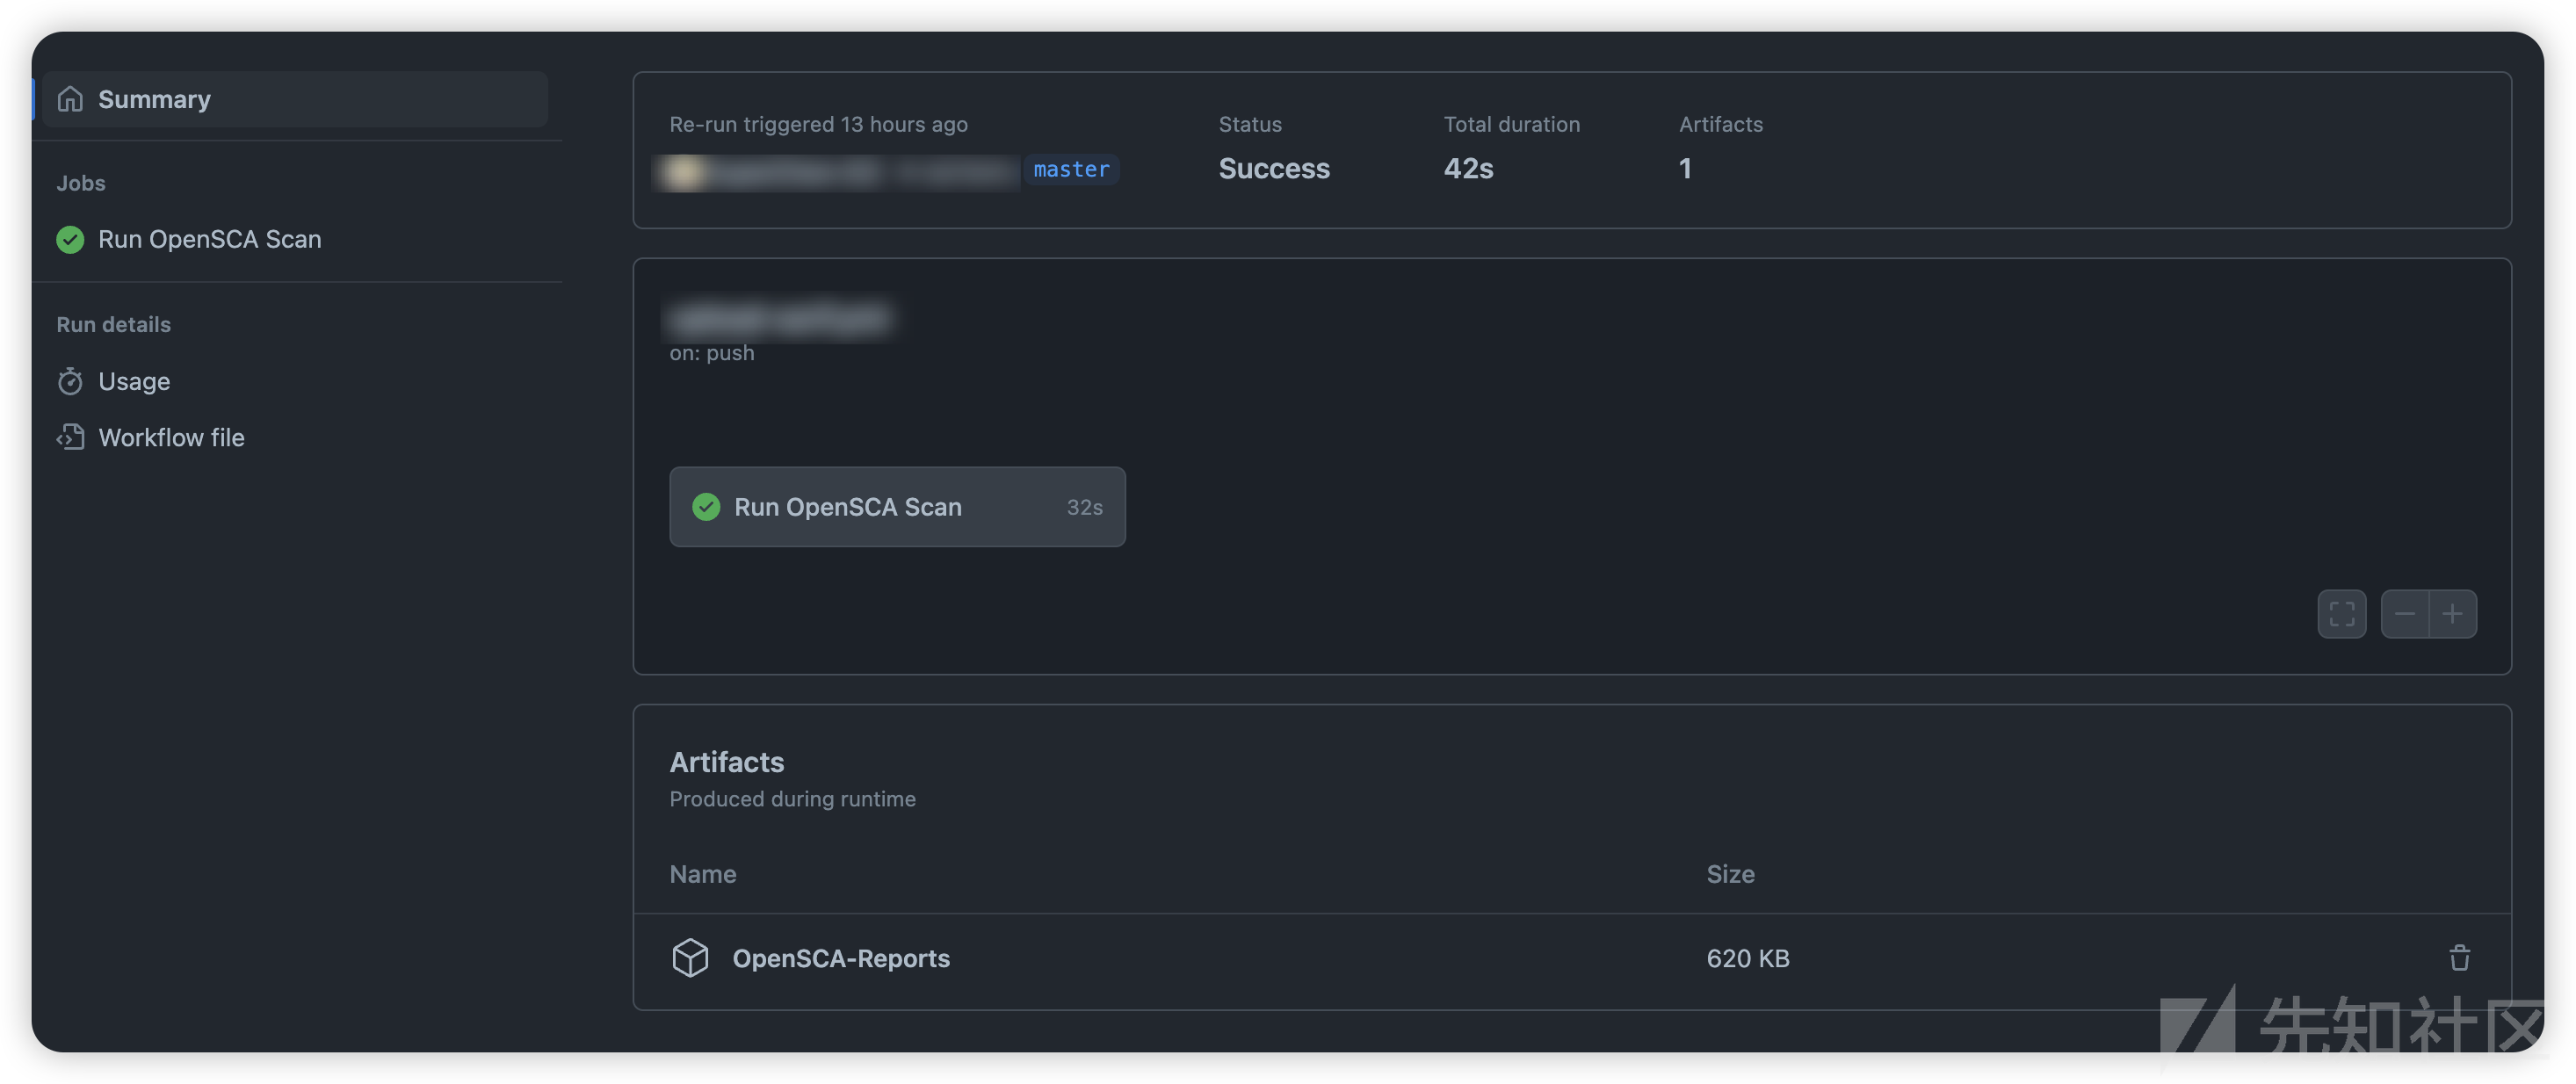 Summary
Jobs
Run OpenSCA Scan
Run details
Usage
Workflow file
Re-run triggered 13 hours ago
master
Status
Success
Total duration
42s
Artifacts
1
on: push
Run OpenSCA Scan 32s
Artifacts
Produced during runtime
Name Size
OpenSCA-Reports 620 KB
先知社区